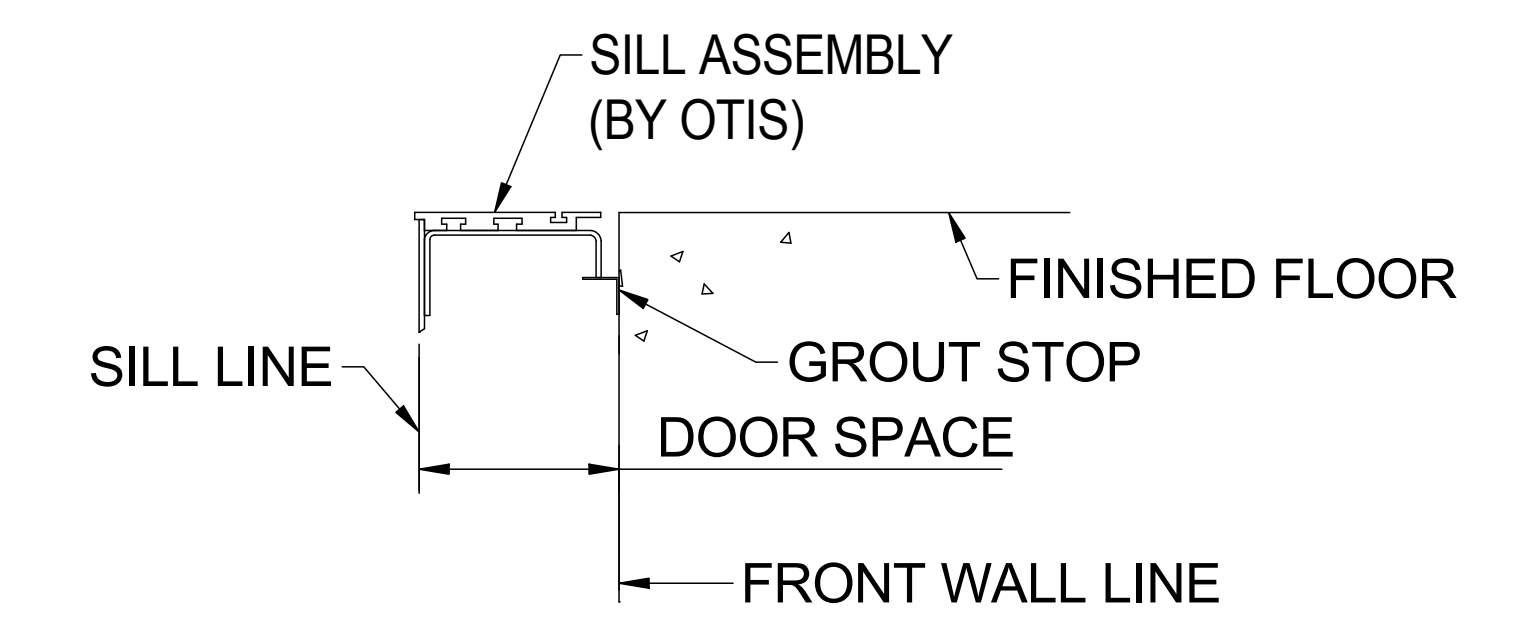 SILL ASSEMBLY
(BY OTIS)
FINISHED FLOOR
GROUT STOP
SILL LINE
DOOR SPACE
FRONT WALL LINE